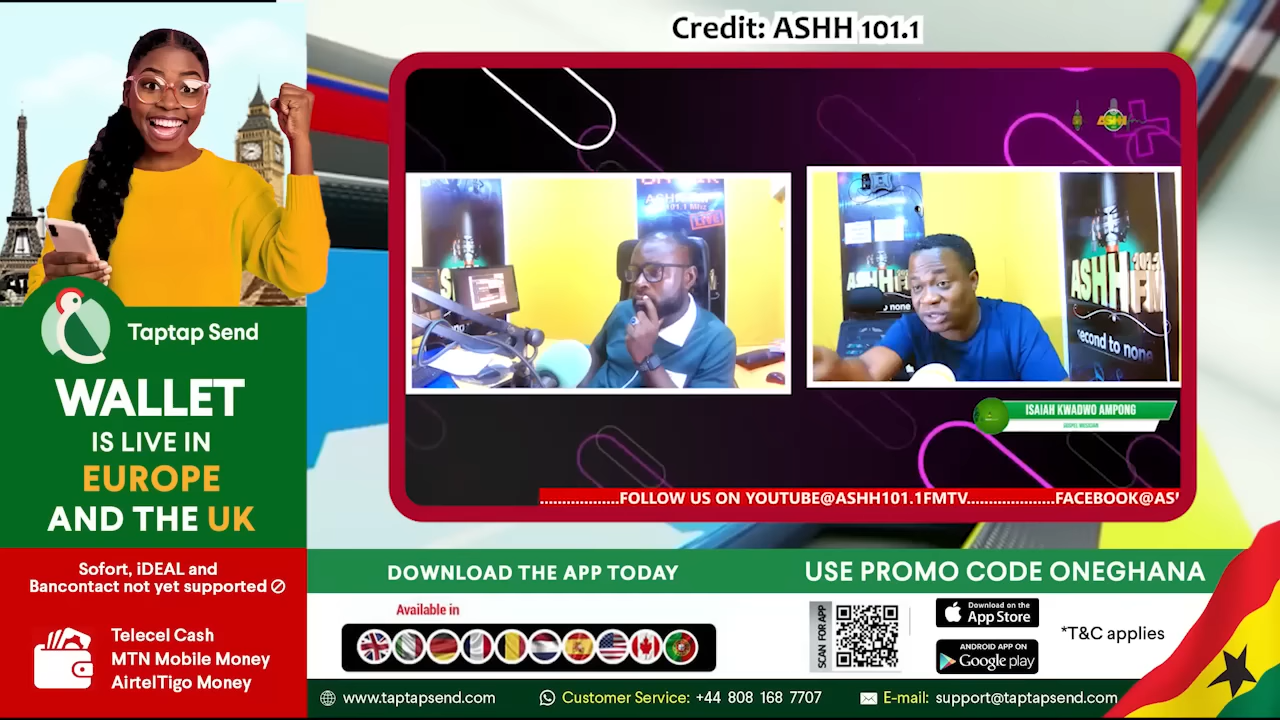 Credit: ASHH 101.1
Taptap Send
WALLET
IS LIVE IN
EUROPE
AND THE UK
Sofort, iDEAL and
Bancontact not yet supported
Telecel Cash
MTN Mobile Money
AirtelTigo Money
101.1 Mhz
LIVE
ASHH
FM
second to none
ISAIAH KWADWO AMPONG
GOSPEL MUSICIAN
..................FOLLOW US ON YOUTUBE@ASHH101.1FMTV....................FACEBOOK@AS
DOWNLOAD THE APP TODAY
USE PROMO CODE ONEGHANA
Available in
SCAN FOR APP
Download on the
App Store
ANDROID APP ON
Google play
*T&C applies
www.taptapsend.com
Customer Service: +44 808 168 7707
E-mail: support@taptapsend.com